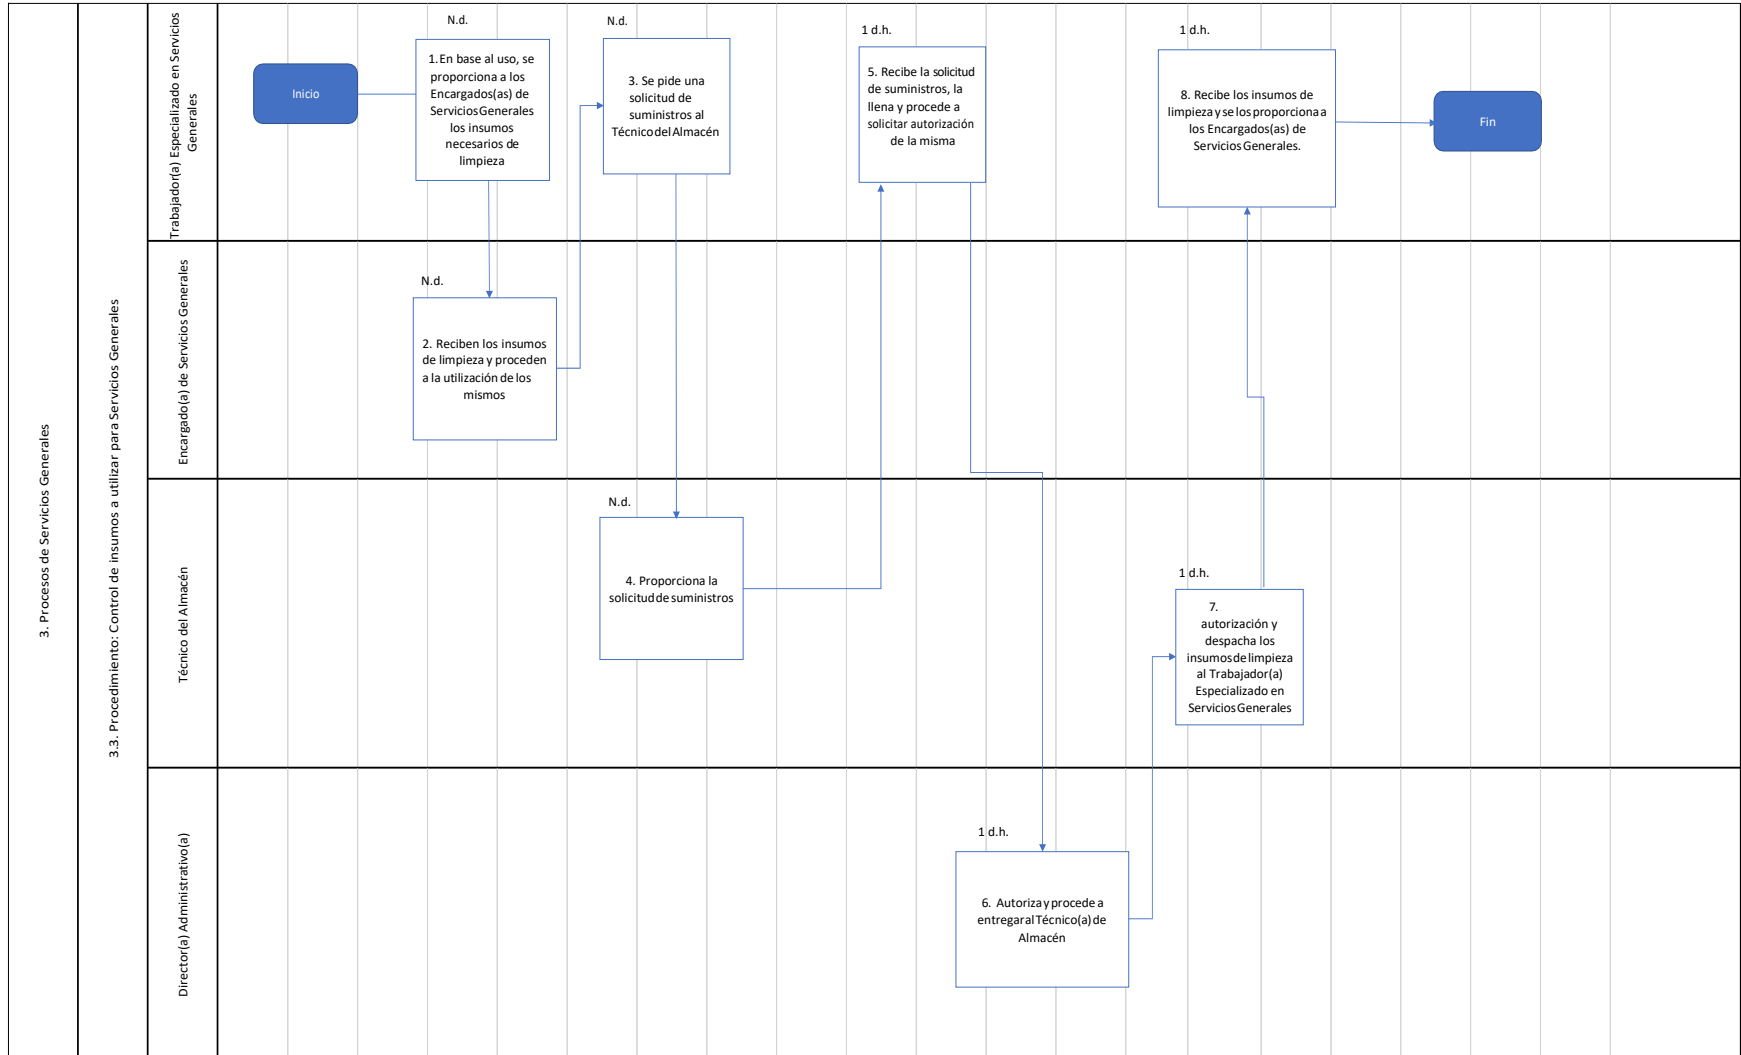 3. Procesos de Servicios Generales
3.3. Procedimiento: Control de insumos a utilizar para Servicios Generales
Trabajador(a) Especializado en Servicios
Generales
Inicio
N.d.
1.En base al uso, se
proporciona a los
Encargados(as) de
Servicios Generales
los insumos
necesarios de
limpieza
N.d.
3. Se pide una
solicitud de
suministros al
Técnico del Almacén
1 d.h.
5. Recibe la solicitud
de suministros, la
llena y procede a
solicitar autorización
de la misma
1 d.h.
8. Recibe los insumos de
limpieza y se los proporciona a
los Encargados(as) de
Servicios Generales.
Fin
Encargado(a) de Servicios Generales
N.d.
2. Reciben los insumos
de limpieza y proceden
a la utilización de los
mismos
Técnico del Almacén
N.d.
4. Proporciona la
solicitud de suministros
1 d.h.
7.
autorización y
despacha los
insumos de limpieza
al Trabajador(a)
Especializado en
Servicios Generales
Director(a) Administrativo(a)
1 d.h.
6. Autoriza y procede a
entregar al Técnico(a) de
Almacén